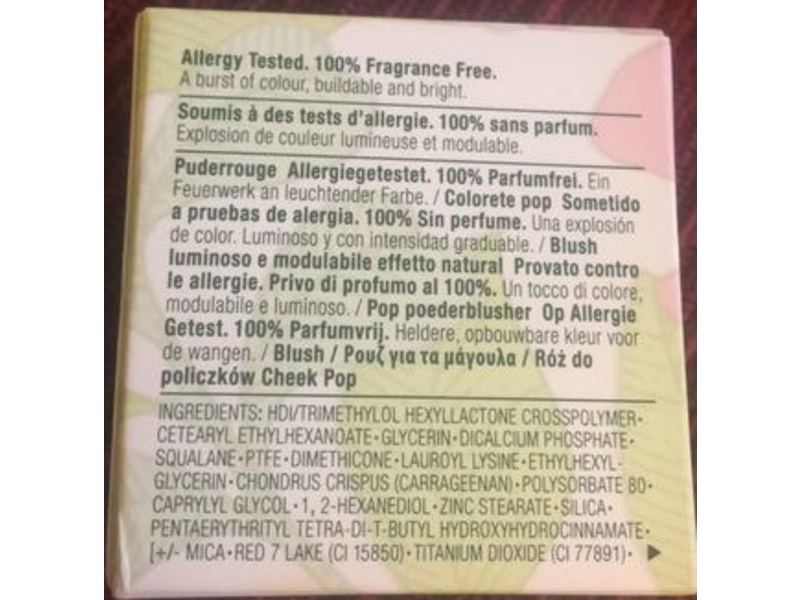 Allergy Tested. 100% Fragrance Free.
A burst of colour, buildable and bright.
Soumis à des tests d'allergie. 100% sans parfum.
Explosion de couleur lumineuse et modulable.
Puderrouge Allergiegetestet. 100% Parfumfrei. Ein
Feuerwerk an leuchtender Farbe. / Colorete pop Sometido
a pruebas de alergia. 100% Sin perfume. Una explosión
de color. Luminoso y con intensidad graduable. / Blush
luminoso e modulabile effetto natural Provato contro
le allergie. Privo di profumo al 100%. Un tocco di colore,
modulabile e luminoso. / Pop poederblusher Op Allergie
Getest. 100% Parfumvrij. Heldere, opbouwbare kleur voor
de wangen. / Blush / Ρουζ για τα μάγουλα / Róż do
policzków Cheek Pop
INGREDIENTS: HDI/TRIMETHYLOL HEXYLLACTONE CROSSPOLYMER•
CETEARYL ETHYLHEXANOATE•GLYCERIN•DICALCIUM PHOSPHATE•
SQUALANE•PTFE•DIMETHICONE•LAUROYL LYSINE•ETHYLHEXYL-
GLYCERIN•CHONDRUS CRISPUS (CARRAGEENAN)•POLYSORBATE 80•
CAPRYLYL GLYCOL•1, 2-HEXANEDIOL•ZINC STEARATE•SILICA•
PENTAERYTHRITYL TETRA-DI-T-BUTYL HYDROXYHYDROCINNAMATE•
[+/- MICA•RED 7 LAKE (CI 15850)•TITANIUM DIOXIDE (CI 77891)• ▶